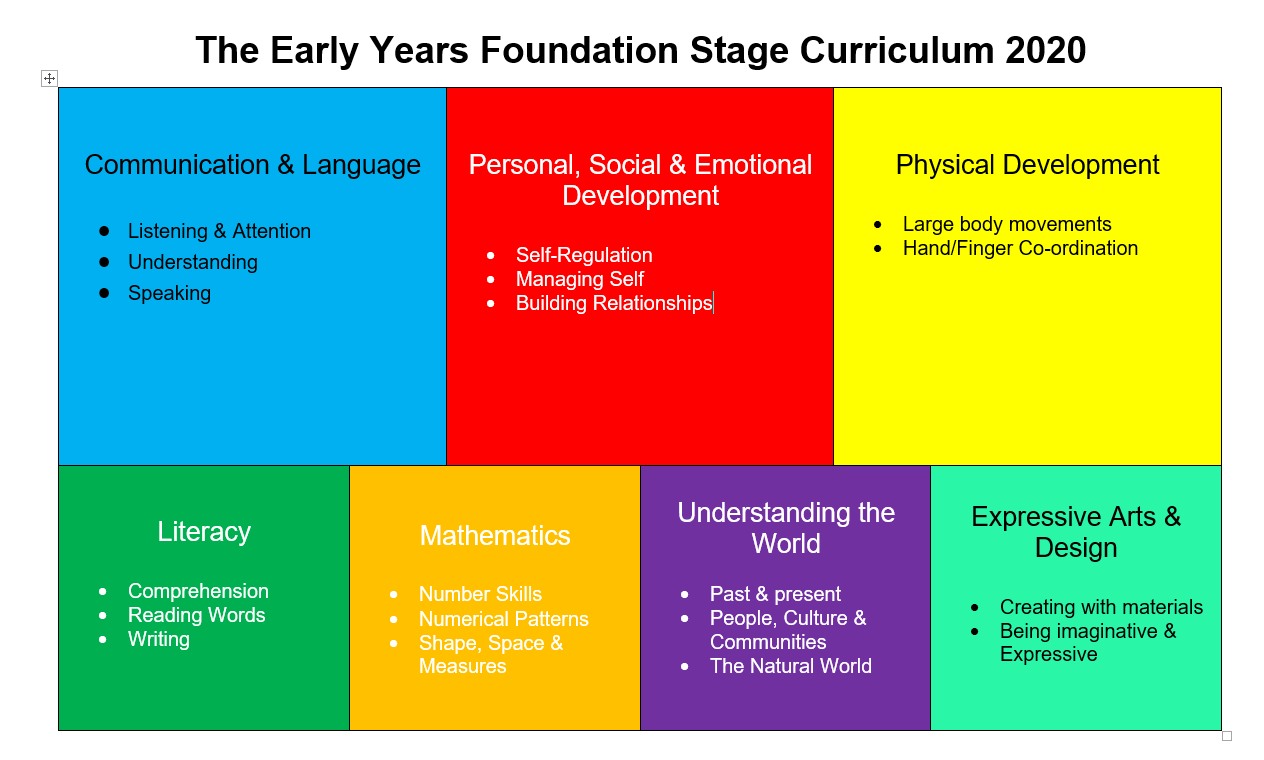 The Early Years Foundation Stage Curriculum 2020
Communication & Language
• Listening & Attention
• Understanding
• Speaking
Personal, Social & Emotional
Development
• Self-Regulation
• Managing Self
• Building Relationships
Physical Development
• Large body movements
• Hand/Finger Co-ordination
Literacy
• Comprehension
• Reading Words
• Writing
Mathematics
• Number Skills
• Numerical Patterns
• Shape, Space &
Measures
Understanding the
World
• Past & present
• People, Culture &
Communities
• The Natural World
Expressive Arts &
Design
• Creating with materials
• Being imaginative &
Expressive